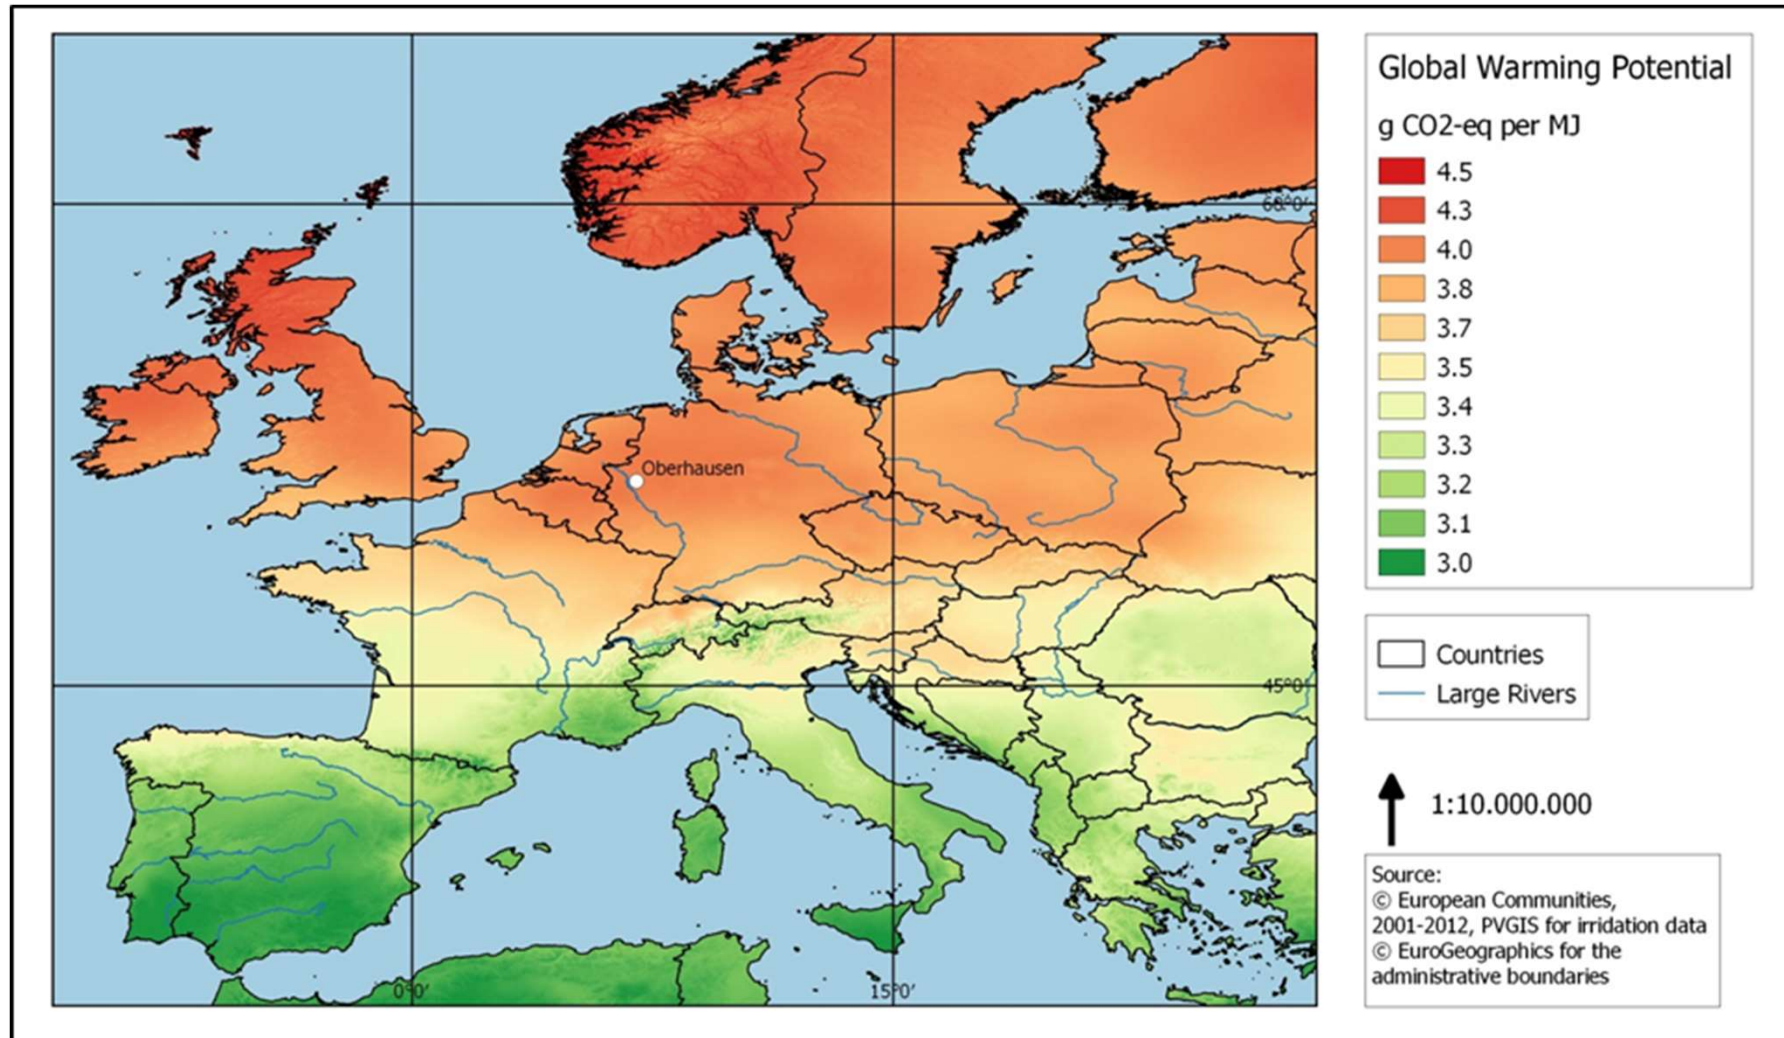 Global Warming Potential
g CO2-eq per MJ
4.5
4.3
4.0
3.8
3.7
3.5
3.4
3.3
3.2
3.1
3.0
60°0'
Oberhausen
45°0'
0°0'
15°0'
Countries
Large Rivers
1:10.000.000
Source:
© European Communities,
2001-2012, PVGIS for irridation data
© EuroGeographics for the
administrative boundaries